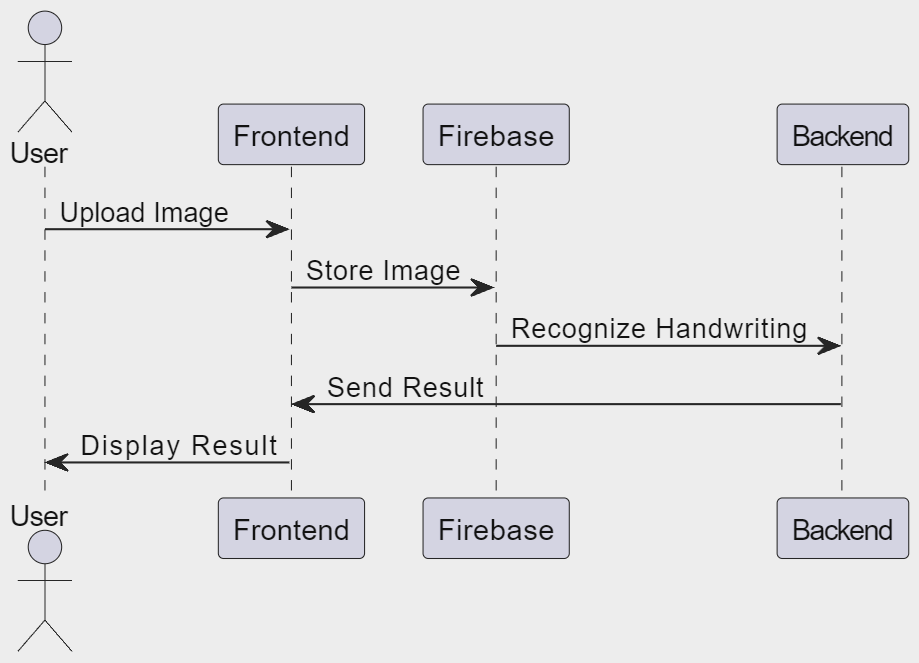 User
Frontend
Firebase
Backend
Upload Image
Store Image
Recognize Handwriting
Send Result
Display Result
User
Frontend
Firebase
Backend